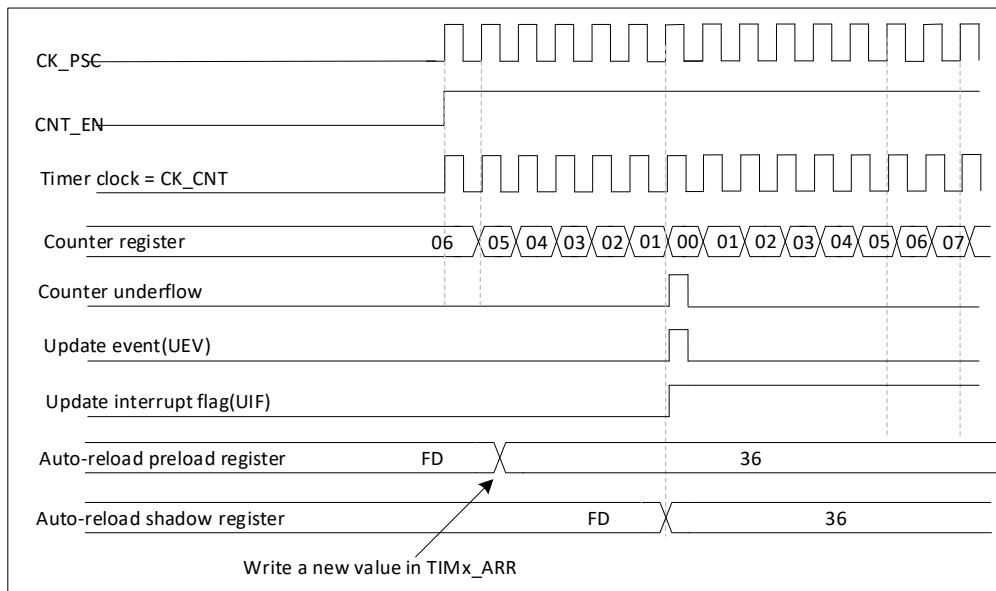 CK_PSC
CNT_EN
Timer clock = CK_CNT
Counter register 06 05 04 03 02 01 00 01 02 03 04 05 06 07
Counter underflow
Update event(UEV)
Update interrupt flag(UIF)
Auto-reload preload register FD 36
Auto-reload shadow register FD 36
Write a new value in TIMx_ARR